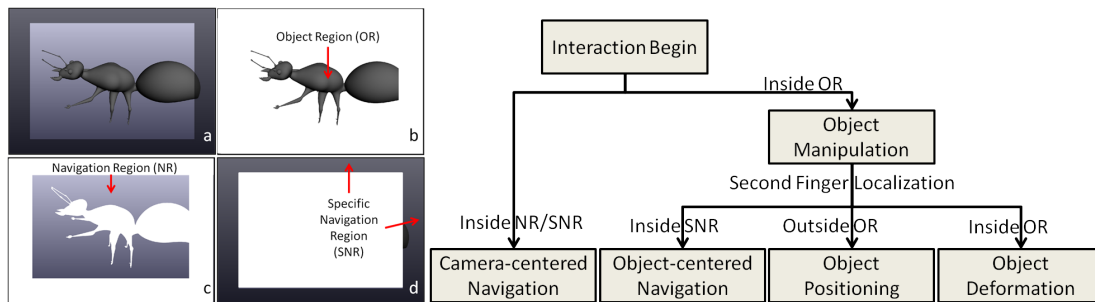 a
Object Region (OR)
b
Navigation Region (NR)
c
Specific
Navigation
Region
(SNR)
d
Interaction Begin
Inside OR
Object
Manipulation
Second Finger Localization
Inside NR/SNR
Inside SNR
Outside OR
Inside OR
Camera-centered
Navigation
Object-centered
Navigation
Object
Positioning
Object
Deformation